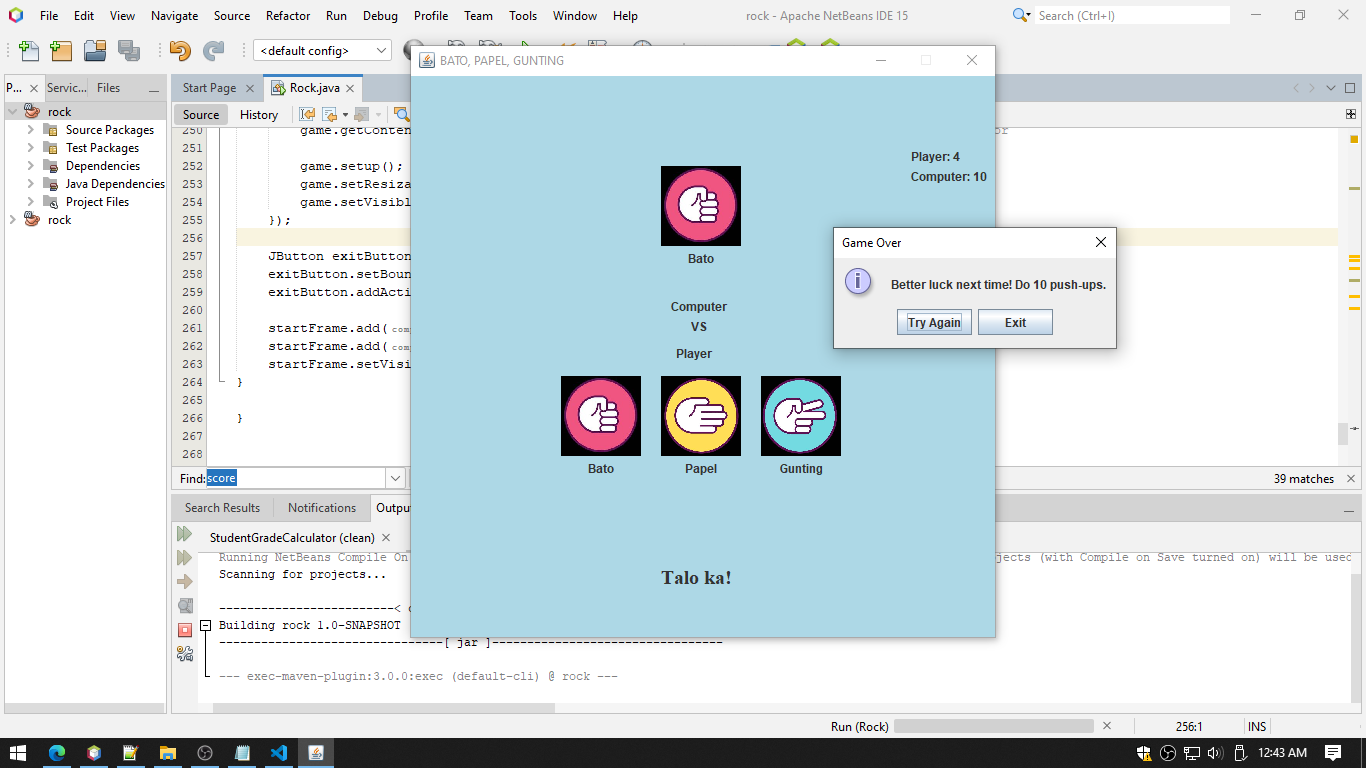 File Edit View Navigate Source Refactor Run Debug Profile Team Tools Window Help
rock - Apache NetBeans IDE 15
Search (Ctrl+I)
<default config>
P...
Servic...
Files
rock
Source Packages
Test Packages
Dependencies
Java Dependencies
Project Files
rock
Start Page
Rock.java
Source
History
250 game.getConten
251
252 game.setup();
253 game.setResiza
254 game.setVisibl
255 });
256
257 JButton exitButton
258 exitButton.setBoun
259 exitButton.addActi
260
261 startFrame.add( comp
262 startFrame.add( comp
263 startFrame.setVisi
264 }
265
266 }
267
268
Find: score
39 matches
BATO, PAPEL, GUNTING
Player: 4
Computer: 10
Bato
Computer
VS
Player
Bato
Papel
Gunting
Talo ka!
Game Over
Better luck next time! Do 10 push-ups.
Try Again
Exit
Search Results
Notifications
Outpu
StudentGradeCalculator (clean)
Running NetBeans Compile On
jects (with Compile on Save turned on) will be used
Scanning for projects...
-------------------------< 
Building rock 1.0-SNAPSHOT
--------------------------------[ jar ]---------------------------------
--- exec-maven-plugin:3.0.0:exec (default-cli) @ rock ---
Run (Rock)
256:1
INS
12:43 AM